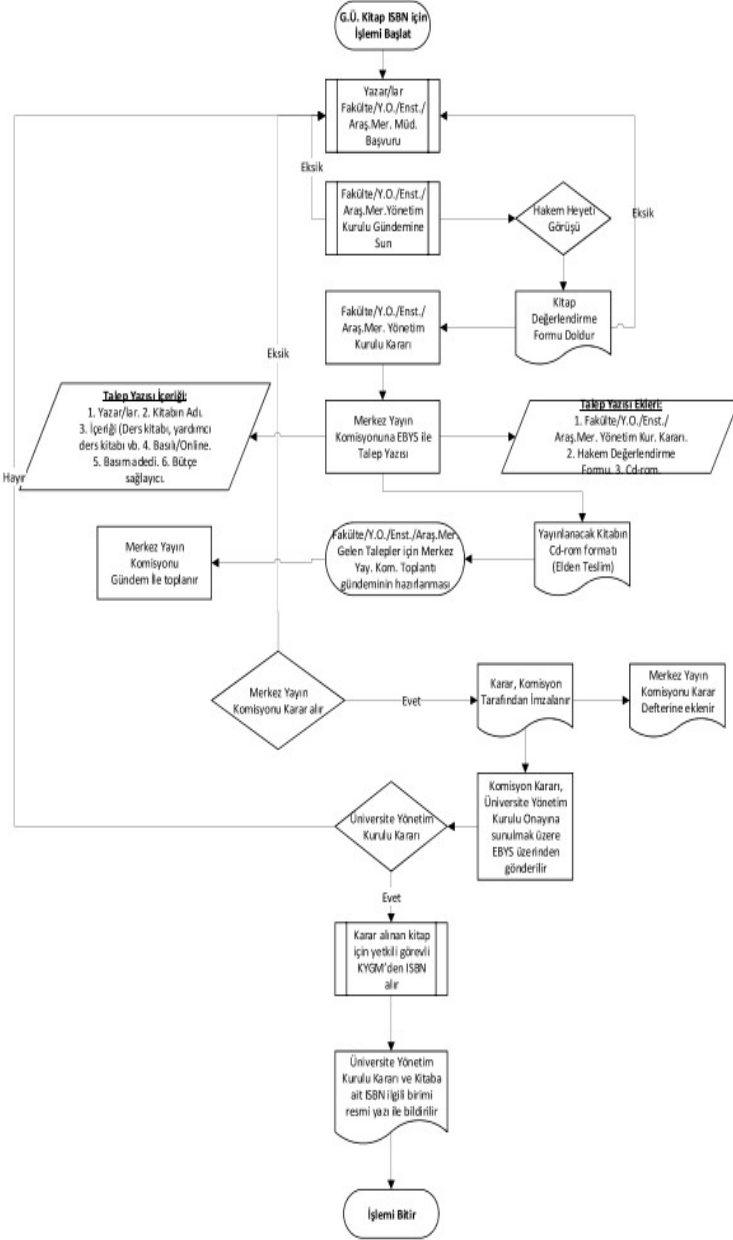 G.Ü. Kitap ISBN için
İşlemi Başlat
Yazar/lar
Fakülte/Y.O./Enst./
Araş.Mer. Müd.
Başvuru
Eksik
Fakülte/Y.O./Enst./
Araş.Mer.Yönetim
Kurulu Gündemine
Sun
Hakem Heyeti
Görüşü
Eksik
Kitap
Değerlendirme
Formu Doldur
Fakülte/Y.O./Enst./
Araş.Mer. Yönetim
Kurulu Kararı
Eksik
Talep Yazısı İçeriği:
1. Yazar/lar. 2. Kitabın Adı.
3. İçeriği (Ders kitabı, yardımcı
ders kitabı vb. 4. Basılı/Online.
5. Basım adedi. 6. Bütçe
sağlayıcı.
Merkez Yayın
Komisyonuna EBYS ile
Talep Yazısı
Talep Yazısı Ekleri:
1. Fakülte/Y.O./Enst./
Araş.Mer. Yönetim Kur. Kararı.
2. Hakem Değerlendirme
Formu. 3. Cd-rom.
Hayır
Merkez Yayın
Komisyonu
Gündem İle toplanır
Fakülte/Y.O./Enst./Araş.Mer.
Gelen Talepler için Merkez
Yay. Kom. Toplantı
gündeminin hazırlanması
Yayınlanacak Kitabın
Cd-rom formatı
(Elden Teslim)
Merkez Yayın
Komisyonu Karar alır
Evet
Karar, Komisyon
Tarafından İmzalanır
Merkez Yayın
Komisyonu Karar
Defterine eklenir
Üniversite Yönetim
Kurulu Kararı
Komisyon Kararı,
Üniversite Yönetim
Kurulu Onayına
sunulmak üzere
EBYS üzerinden
gönderilir
Evet
Karar alınan kitap
için yetkili görevli
KYGM'den ISBN
alır
Üniversite Yönetim
Kurulu Kararı ve Kitaba
ait ISBN ilgili birimi
resmi yazı ile bildirilir
İşlemi Bitir